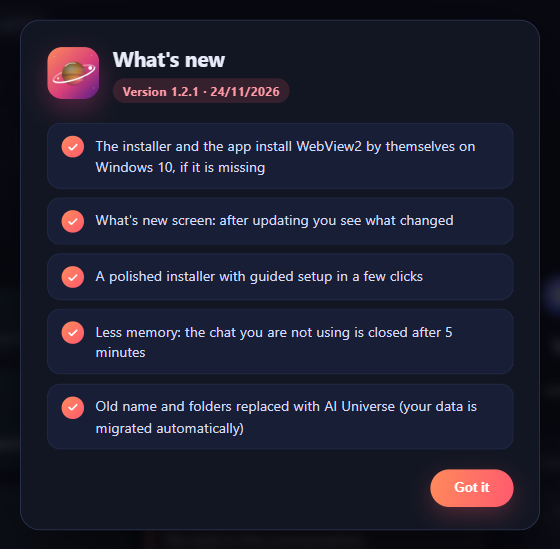 What's new
Version 1.2.1 · 24/11/2026
The installer and the app install WebView2 by themselves on
Windows 10, if it is missing
What's new screen: after updating you see what changed
A polished installer with guided setup in a few clicks
Less memory: the chat you are not using is closed after 5
minutes
Old name and folders replaced with AI Universe (your data is
migrated automatically)
Got it